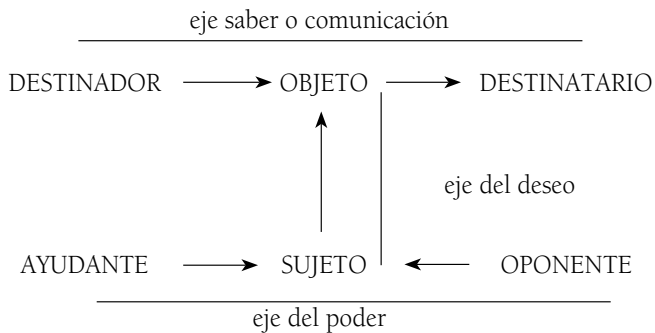 eje saber o comunicación
DESTINADOR OBJETO DESTINATARIO
eje del deseo
AYUDANTE SUJETO OPONENTE
eje del poder